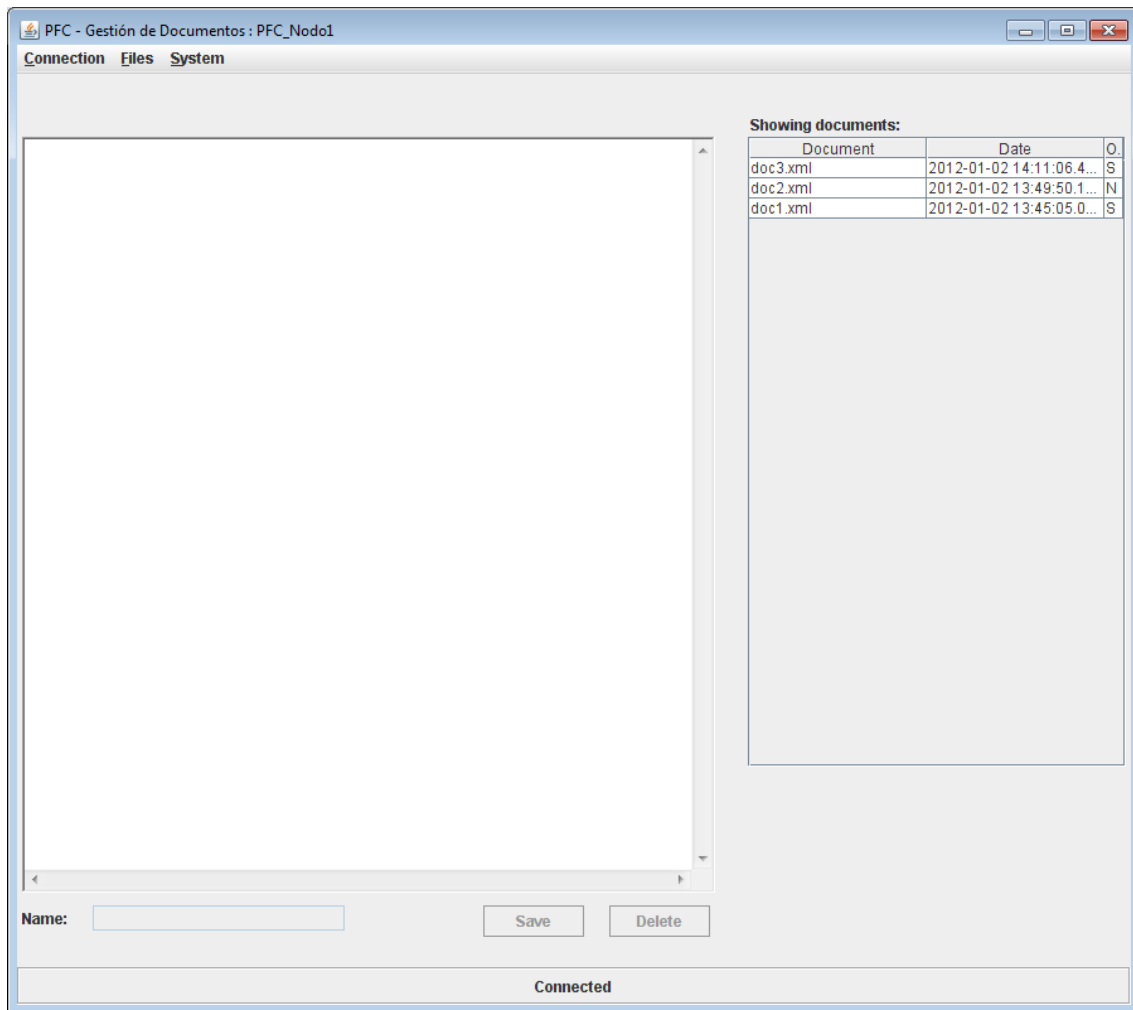 PFC - Gestión de Documentos : PFC_Nodo1
Connection Files System
Showing documents:
Document Date O.
doc3.xml 2012-01-02 14:11:06.4... S
doc2.xml 2012-01-02 13:49:50.1... N
doc1.xml 2012-01-02 13:45:05.0... S
Name: Save Delete
Connected